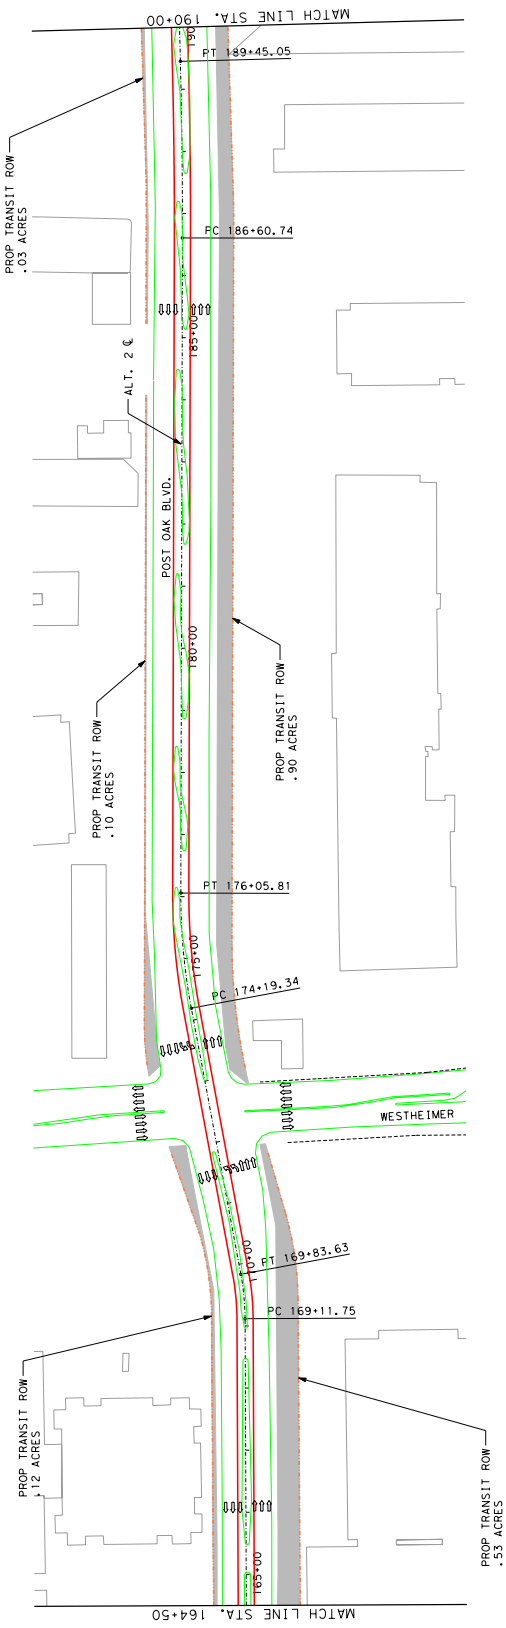 MATCH LINE STA. 190+00
190
PT 189+45.05
PROP TRANSIT ROW
.03 ACRES
PC 186+60.74
185+00
ALT. 2 ℄
POST OAK BLVD.
180+00
PROP TRANSIT ROW
.90 ACRES
PROP TRANSIT ROW
.10 ACRES
PT 176+05.81
175+00
PC 174+19.34
WESTHEIMER
170+00
PT 169+83.63
PC 169+11.75
PROP TRANSIT ROW
.12 ACRES
PROP TRANSIT ROW
.53 ACRES
165+00
MATCH LINE STA. 164+50